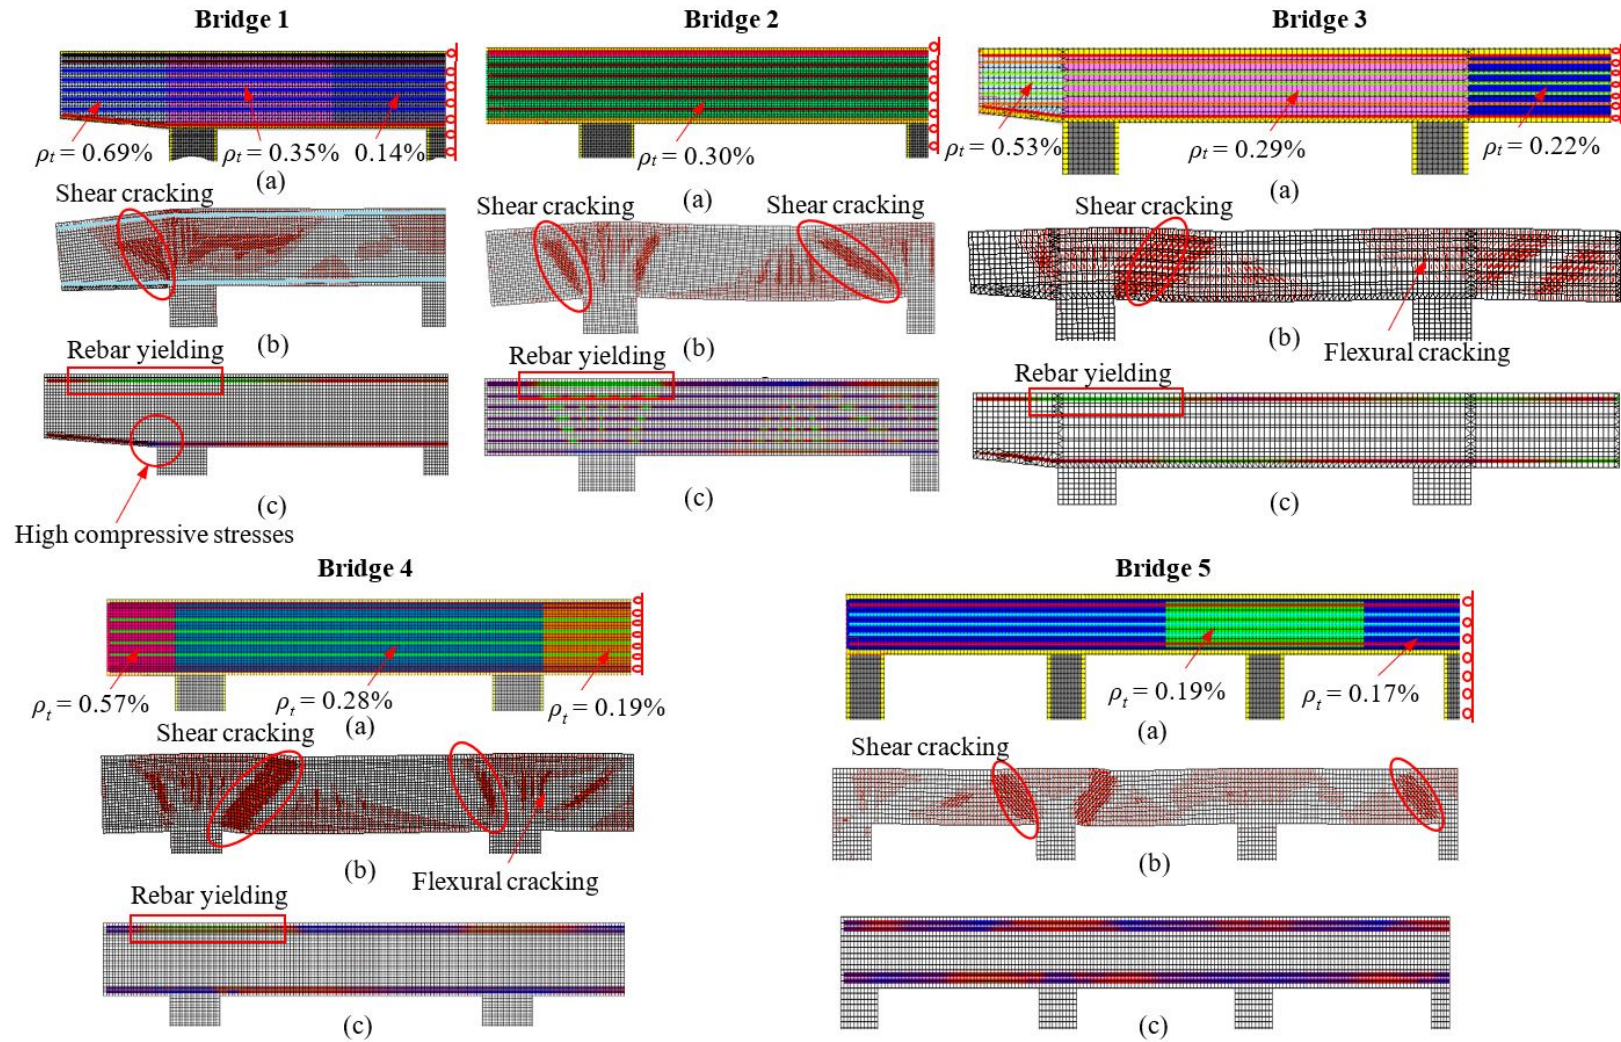 Bridge 1
Bridge 2
Bridge 3
ρt = 0.69%
ρt = 0.35%
0.14%
(a)
ρt = 0.30%
(a)
ρt = 0.53%
ρt = 0.29%
ρt = 0.22%
(a)
Shear cracking
(b)
Shear cracking
Shear cracking
(b)
Shear cracking
(b)
Flexural cracking
Rebar yielding
(c)
High compressive stresses
Rebar yielding
(c)
Rebar yielding
(c)
Bridge 4
Bridge 5
ρt = 0.57%
ρt = 0.28%
ρt = 0.19%
(a)
ρt = 0.19%
ρt = 0.17%
(a)
Shear cracking
(b)
Flexural cracking
Shear cracking
(b)
Rebar yielding
(c)
(c)